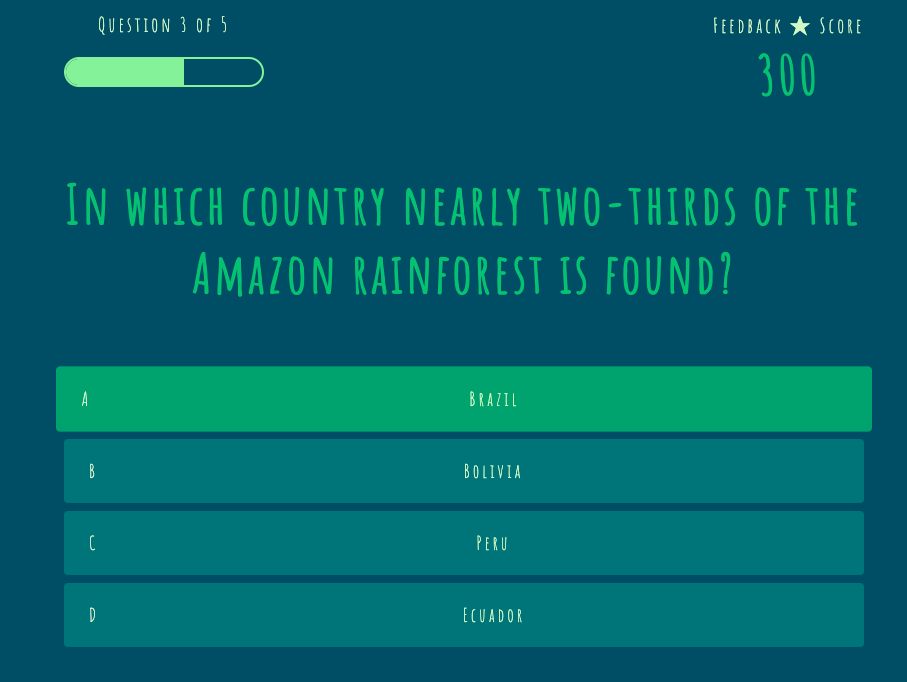 Question 3 of 5
Feedback ★ Score
300
In which country nearly two-thirds of the
Amazon rainforest is found?
A Brazil
B Bolivia
C Peru
D Ecuador